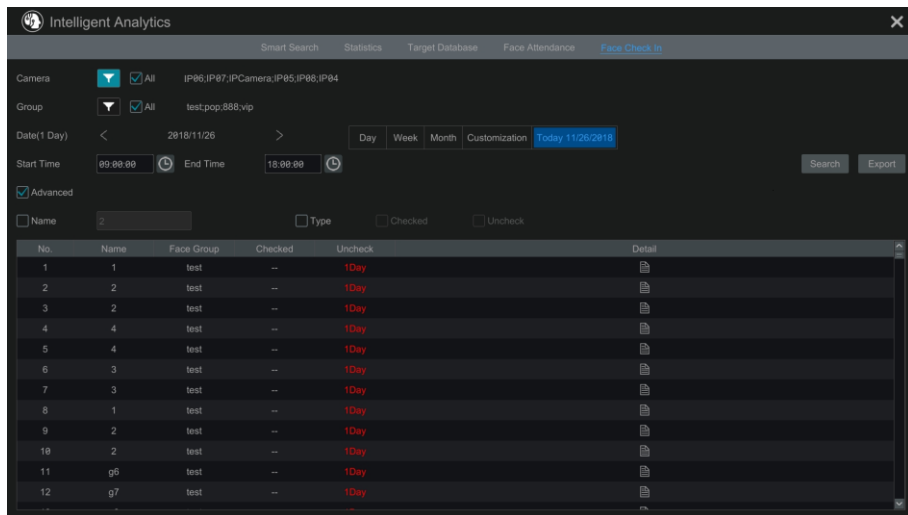 Intelligent Analytics
Smart Search Statistics Target Database Face Attendance Face Check In
Camera All IP06;IP07;IPCamera;IP05;IP08;IP04
Group All test;pop;888;vip
Date(1 Day) < 2018/11/26 > Day Week Month Customization Today 11/26/2018
Start Time 09:00:00 End Time 18:00:00 Search Export
Advanced
Name 2 Type Checked Uncheck
No. Name Face Group Checked Uncheck Detail
1 1 test -- 1Day
2 2 test -- 1Day
3 2 test -- 1Day
4 4 test -- 1Day
5 4 test -- 1Day
6 3 test -- 1Day
7 3 test -- 1Day
8 1 test -- 1Day
9 2 test -- 1Day
10 2 test -- 1Day
11 g6 test -- 1Day
12 g7 test -- 1Day